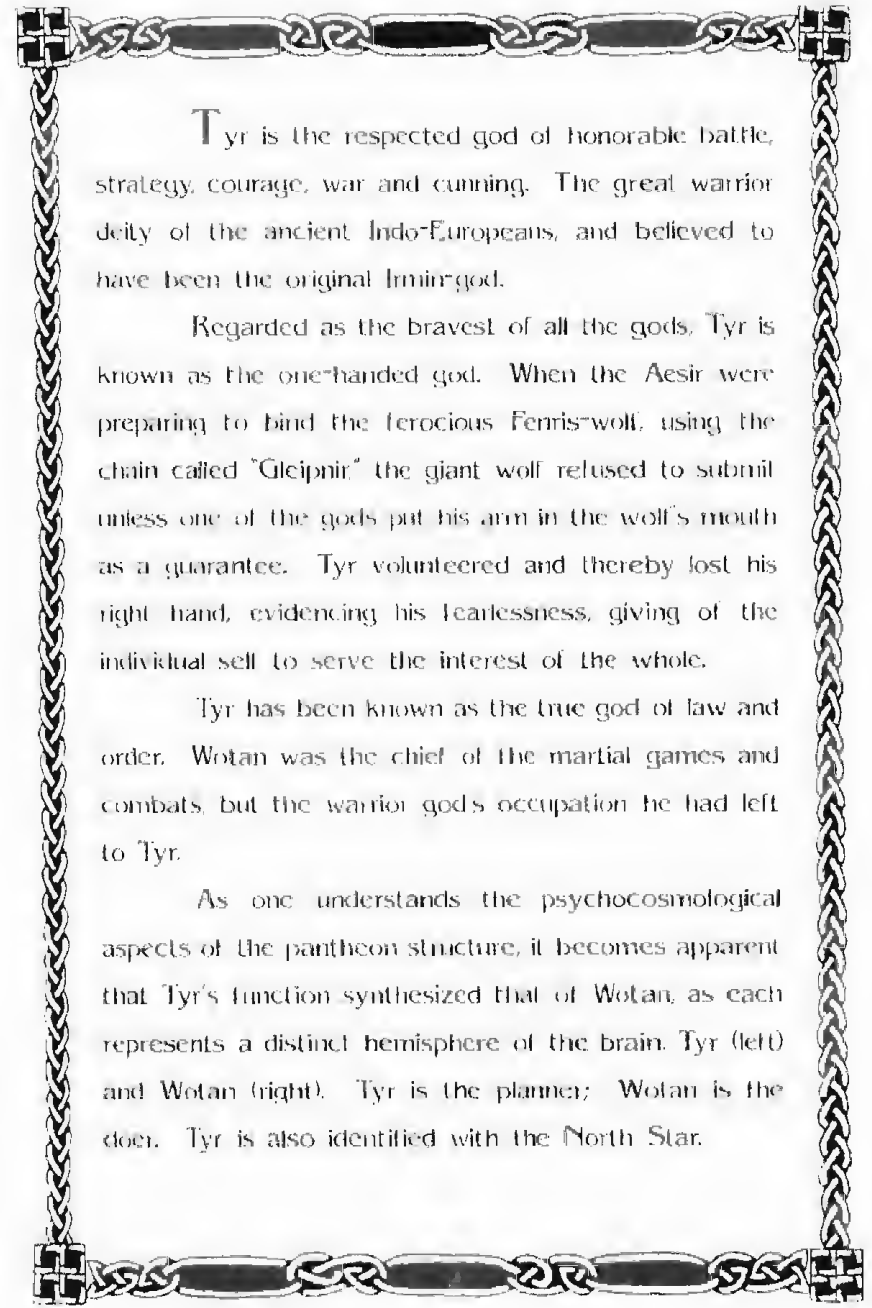 Tyr is the respected god of honorable battle,
strategy, courage, war and cunning. The great warrior
deity of the ancient Indo-Europeans, and believed to
have been the original Irmin-god.
Regarded as the bravest of all the gods, Tyr is
known as the one-handed god. When the Aesir were
preparing to bind the ferocious Fenris-wolf, using the
chain called "Gleipnir" the giant wolf refused to submit
unless one of the gods put his arm in the wolf's mouth
as a guarantee. Tyr volunteered and thereby lost his
right hand, evidencing his fearlessness, giving of the
individual self to serve the interest of the whole.
Tyr has been known as the true god of law and
order. Wotan was the chief of the martial games and
combats, but the warrior god's occupation he had left
to Tyr.
As one understands the psychocosmological
aspects of the pantheon structure, it becomes apparent
that Tyr's function synthesized that of Wotan, as each
represents a distinct hemisphere of the brain. Tyr (left)
and Wotan (right). Tyr is the planner; Wotan is the
doer. Tyr is also identified with the North Star.